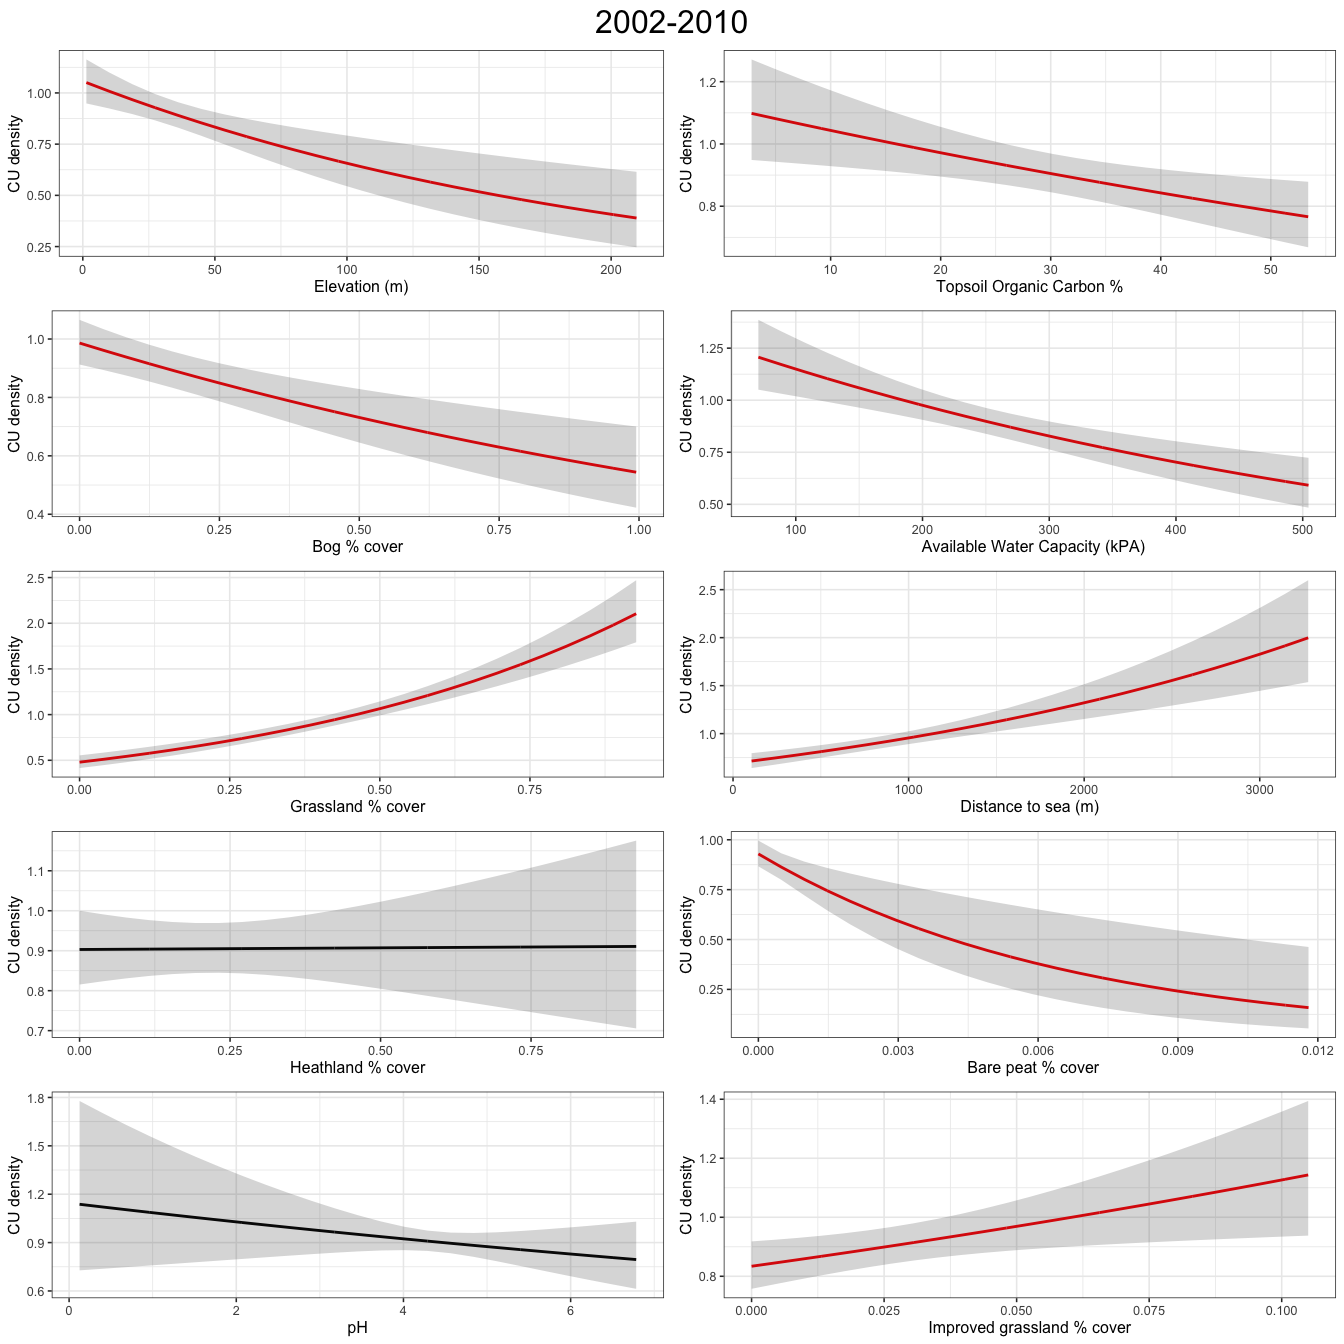 2002-2010
CU density
1.00
0.75
0.50
0.25
0 50 100 150 200
Elevation (m)
CU density
1.2
1.0
0.8
10 20 30 40 50
Topsoil Organic Carbon %
CU density
1.0
0.8
0.6
0.4
0.00 0.25 0.50 0.75 1.00
Bog % cover
CU density
1.25
1.00
0.75
0.50
100 200 300 400 500
Available Water Capacity (kPA)
CU density
2.5
2.0
1.5
1.0
0.5
0.00 0.25 0.50 0.75
Grassland % cover
CU density
2.5
2.0
1.5
1.0
0 1000 2000 3000
Distance to sea (m)
CU density
1.1
1.0
0.9
0.8
0.7
0.00 0.25 0.50 0.75
Heathland % cover
CU density
1.00
0.75
0.50
0.25
0.000 0.003 0.006 0.009 0.012
Bare peat % cover
CU density
1.8
1.5
1.2
0.9
0.6
0 2 4 6
pH
CU density
1.4
1.2
1.0
0.8
0.000 0.025 0.050 0.075 0.100
Improved grassland % cover